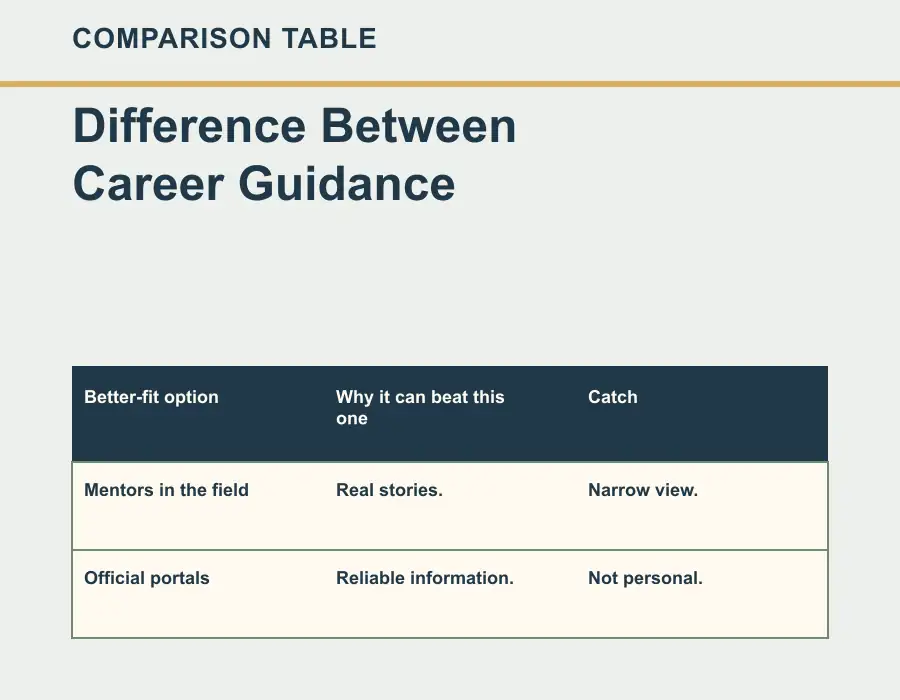 COMPARISON TABLE
Difference Between
Career Guidance
Better-fit option
Why it can beat this
one
Catch
Mentors in the field
Real stories.
Narrow view.
Official portals
Reliable information.
Not personal.